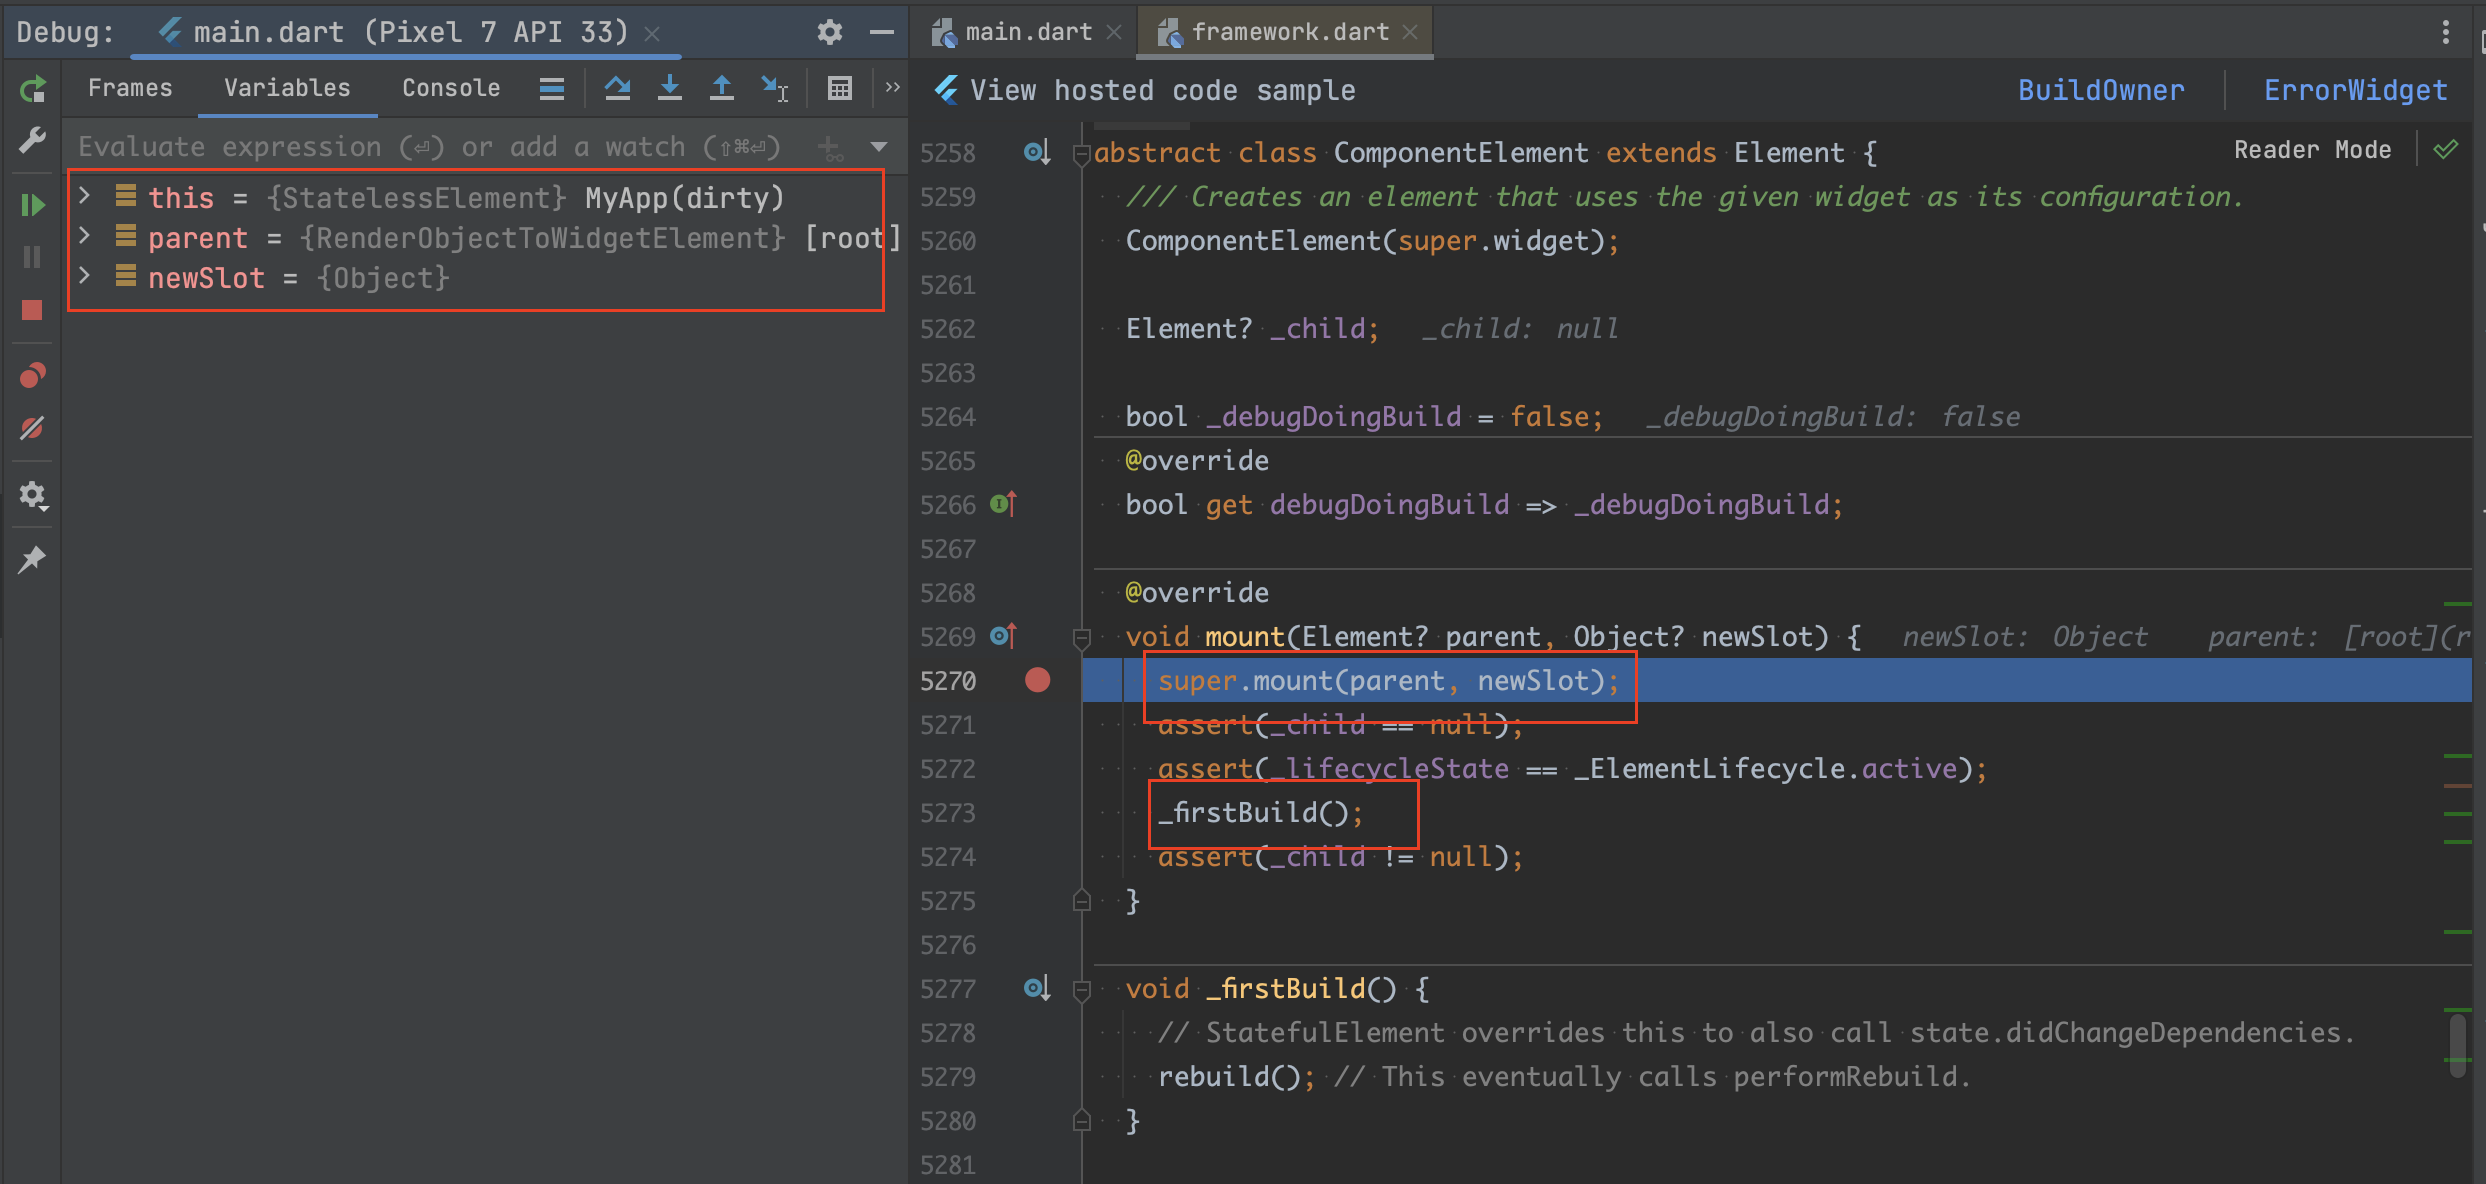 Debug: main.dart (Pixel 7 API 33)
Frames Variables Console
Evaluate expression (⏎) or add a watch (⇧⌘⏎)
this = {StatelessElement} MyApp(dirty)
parent = {RenderObjectToWidgetElement} [root]
newSlot = {Object}
main.dart framework.dart
View hosted code sample BuildOwner ErrorWidget
Reader Mode
5258 abstract class ComponentElement extends Element {
5259 /// Creates an element that uses the given widget as its configuration.
5260 ComponentElement(super.widget);
5261
5262 Element? _child; _child: null
5263
5264 bool _debugDoingBuild = false; _debugDoingBuild: false
5265 @override
5266 bool get debugDoingBuild => _debugDoingBuild;
5267
5268 @override
5269 void mount(Element? parent, Object? newSlot) { newSlot: Object parent: [root](r
5270 super.mount(parent, newSlot);
5271 assert(_child == null);
5272 assert(_lifecycleState == _ElementLifecycle.active);
5273 _firstBuild();
5274 assert(_child != null);
5275 }
5276
5277 void _firstBuild() {
5278 // StatefulElement overrides this to also call state.didChangeDependencies.
5279 rebuild(); // This eventually calls performRebuild.
5280 }
5281